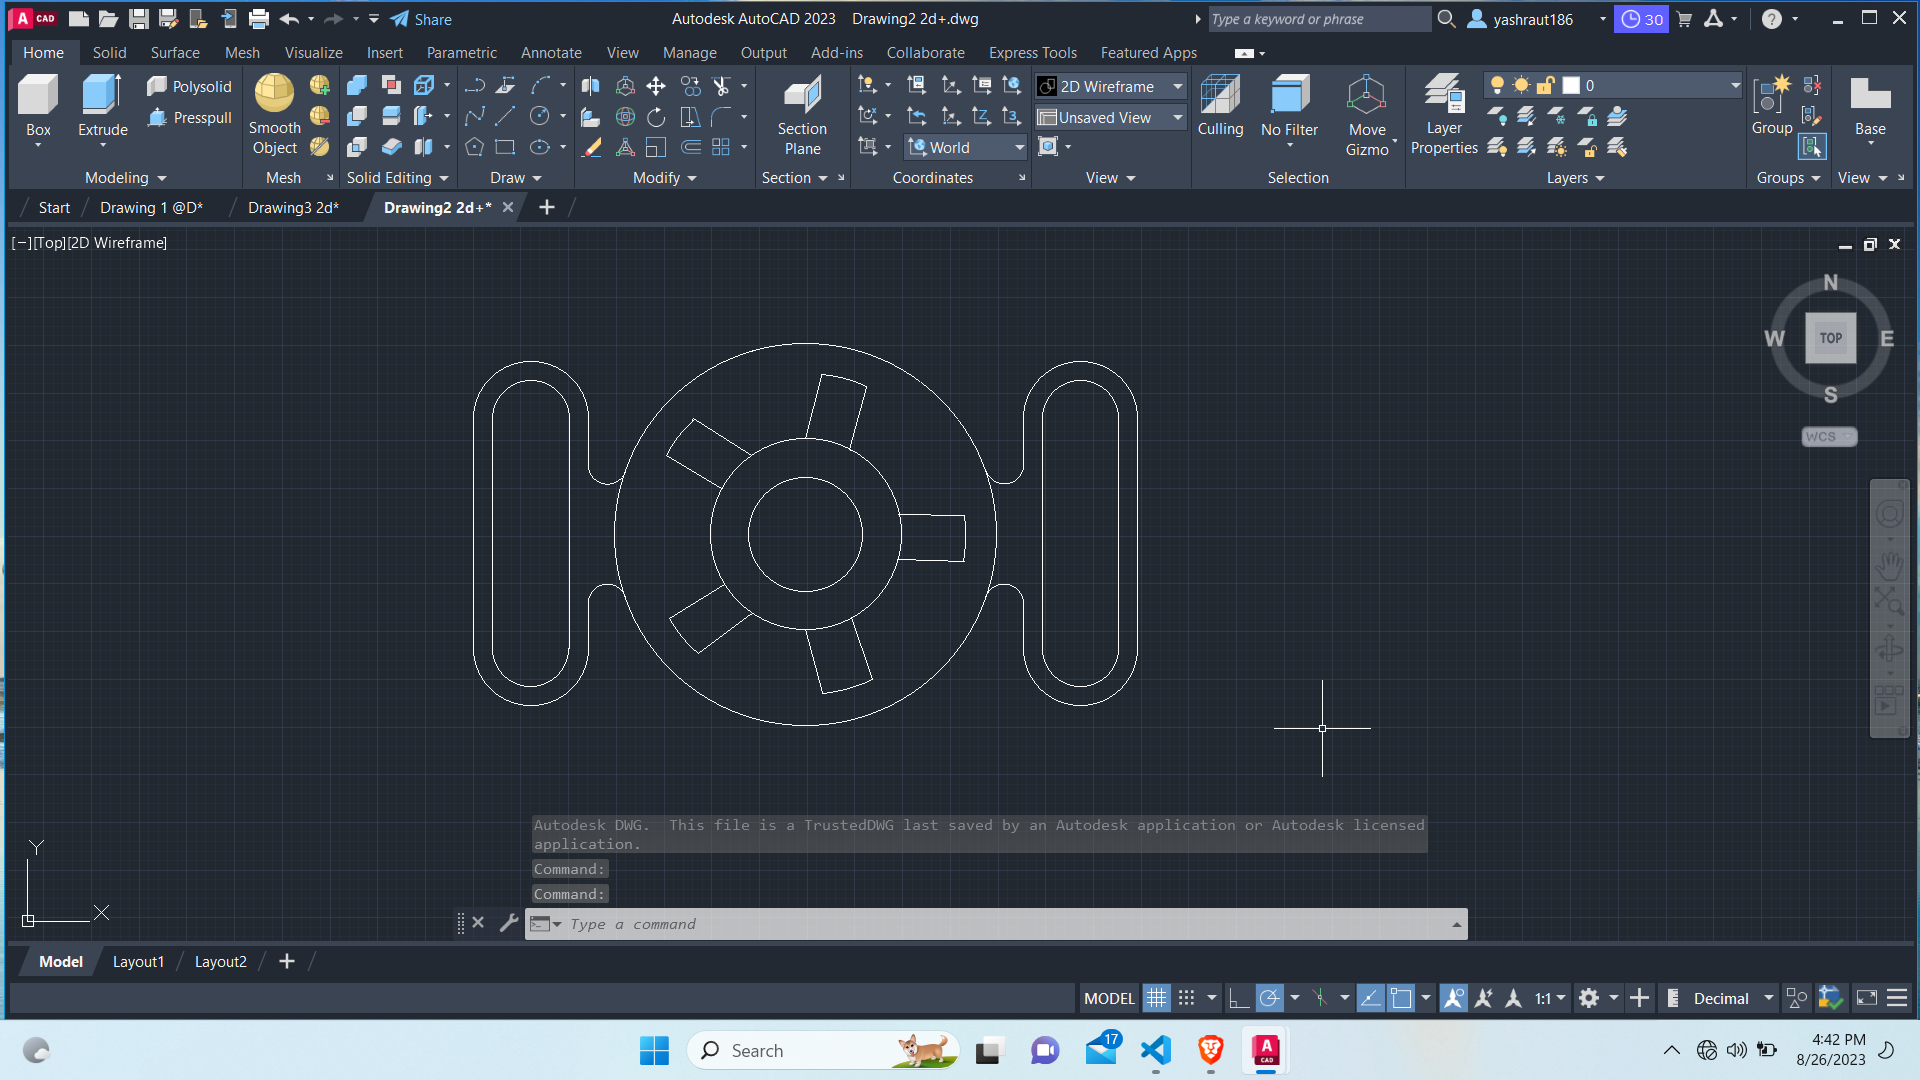 A CAD Share Autodesk AutoCAD 2023 Drawing2 2d+.dwg Type a keyword or phrase yashraut186 30
Home Solid Surface Mesh Visualize Insert Parametric Annotate View Manage Output Add-ins Collaborate Express Tools Featured Apps
Box Extrude Polysolid Presspull Smooth Object Section Plane World 2D Wireframe Unsaved View Culling No Filter Move Gizmo Layer Properties 0 Group Base
Modeling Mesh Solid Editing Draw Modify Section Coordinates View Selection Layers Groups View
Start Drawing 1 @D* Drawing3 2d* Drawing2 2d+*
[−][Top][2D Wireframe]
N
W TOP E
S
WCS
Autodesk DWG. This file is a TrustedDWG last saved by an Autodesk application or Autodesk licensed
application.
Y
Command:
Command:
X
Type a command
Model Layout1 Layout2
MODEL 1:1 Decimal
Search 17 A CAD 4:42 PM
8/26/2023